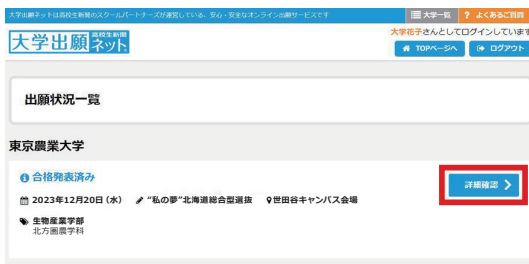 大学出願ネットは高校生新聞のスクールパートナーズが運営している、安心・安全なオンライン出願サービスです
大学一覧 ? よくあるご質問
大学出願ネット 高校生新聞
大学花子さんとしてログインしています
TOPページへ ログアウト
出願状況一覧
東京農業大学
合格発表済み
詳細確認
2023年12月20日(水) “私の夢”北海道総合型選抜 世田谷キャンパス会場
生物産業学部
北方圏農学科